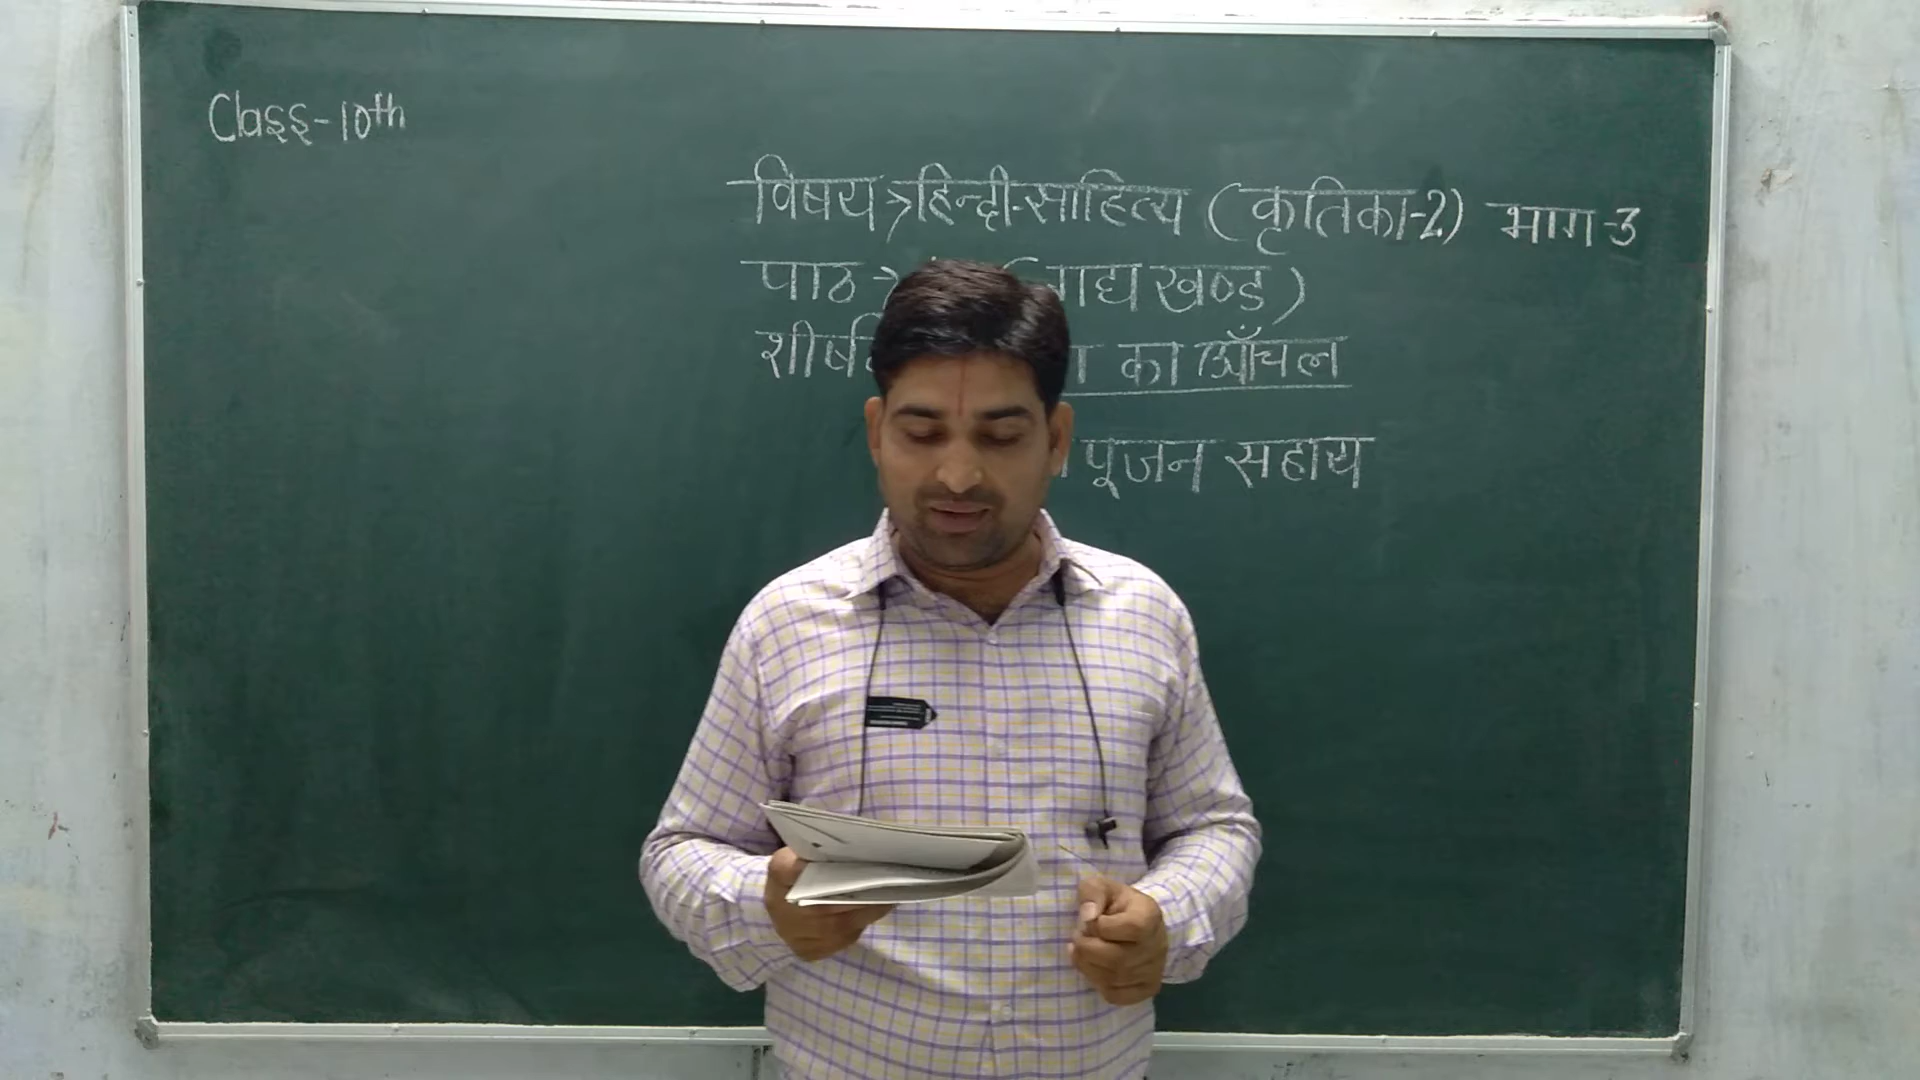 Class-10th
विषय→हिन्दी-साहित्य (कृतिका-2) भाग-3
पाठ→ गद्य खण्ड)
का आँचल
पूजन सहाय